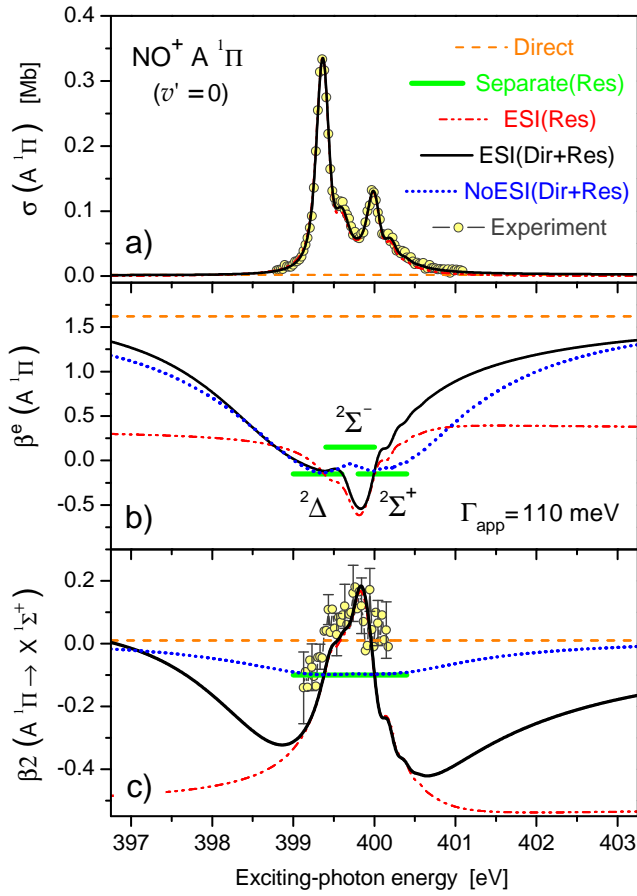 NO⁺ A ¹Π
(v' = 0)
Direct
Separate(Res)
ESI(Res)
ESI(Dir+Res)
NoESI(Dir+Res)
Experiment
σ (A ¹Π) [Mb]
0.4
0.3
0.2
0.1
0.0
a)
βᵉ (A ¹Π)
1.5
1.0
0.5
0.0
-0.5
²Σ⁻
²Δ
²Σ⁺
Γapp = 110 meV
b)
β2 (A ¹Π → X ¹Σ⁺)
0.2
0.0
-0.2
-0.4
c)
397 398 399 400 401 402 403
Exciting-photon energy [eV]